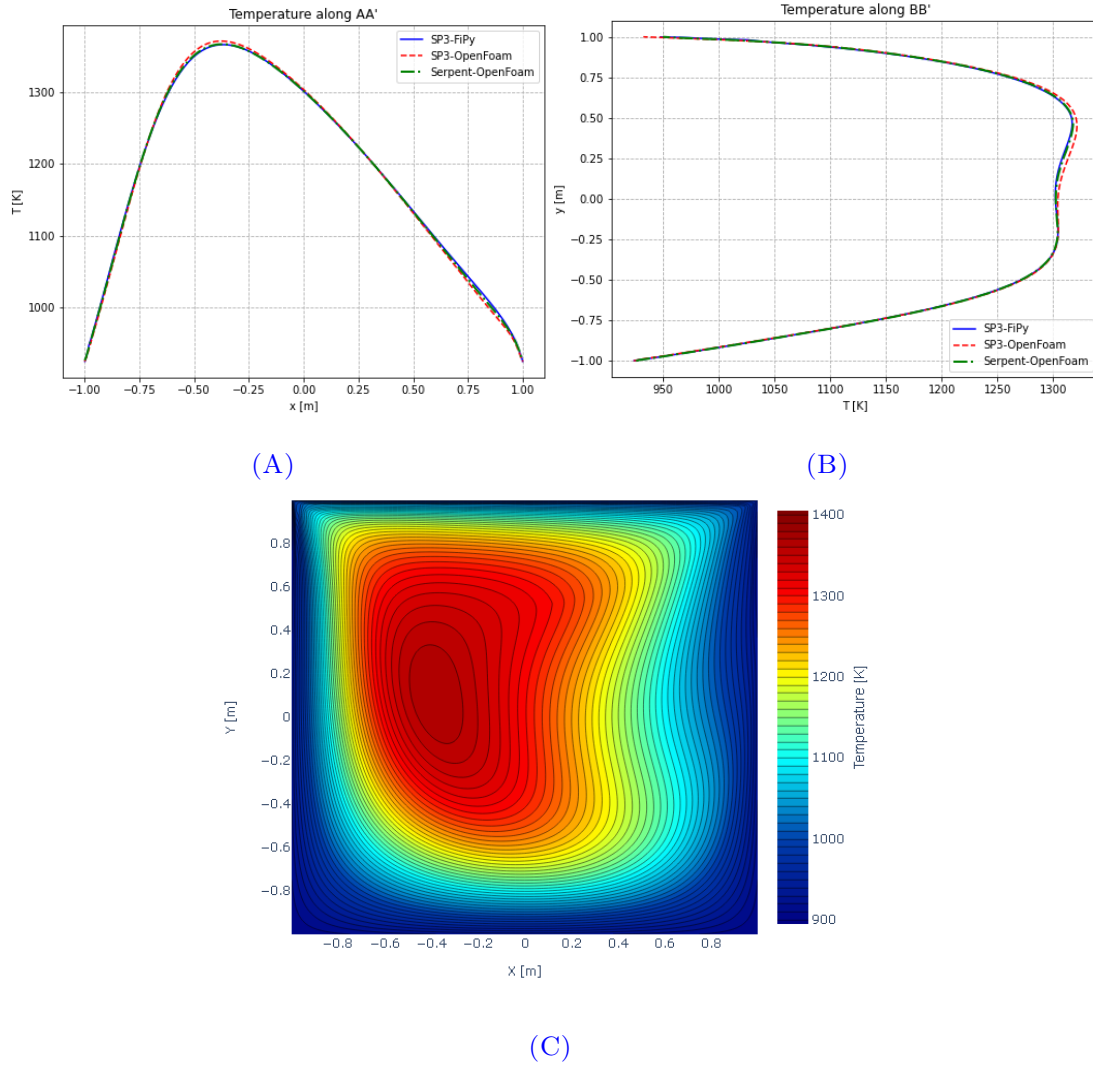 Temperature along AA'
SP3-FiPy
SP3-OpenFoam
Serpent-OpenFoam
T [K]
1300
1200
1100
1000
−1.00 −0.75 −0.50 −0.25 0.00 0.25 0.50 0.75 1.00
x [m]
(A)
Temperature along BB'
y [m]
1.00
0.75
0.50
0.25
0.00
−0.25
−0.50
−0.75
−1.00
SP3-FiPy
SP3-OpenFoam
Serpent-OpenFoam
950 1000 1050 1100 1150 1200 1250 1300
T [K]
(B)
Y [m]
0.8
0.6
0.4
0.2
0
−0.2
−0.4
−0.6
−0.8
−0.8 −0.6 −0.4 −0.2 0 0.2 0.4 0.6 0.8
X [m]
1400
1300
1200
1100
1000
900
Temperature [K]
(C)